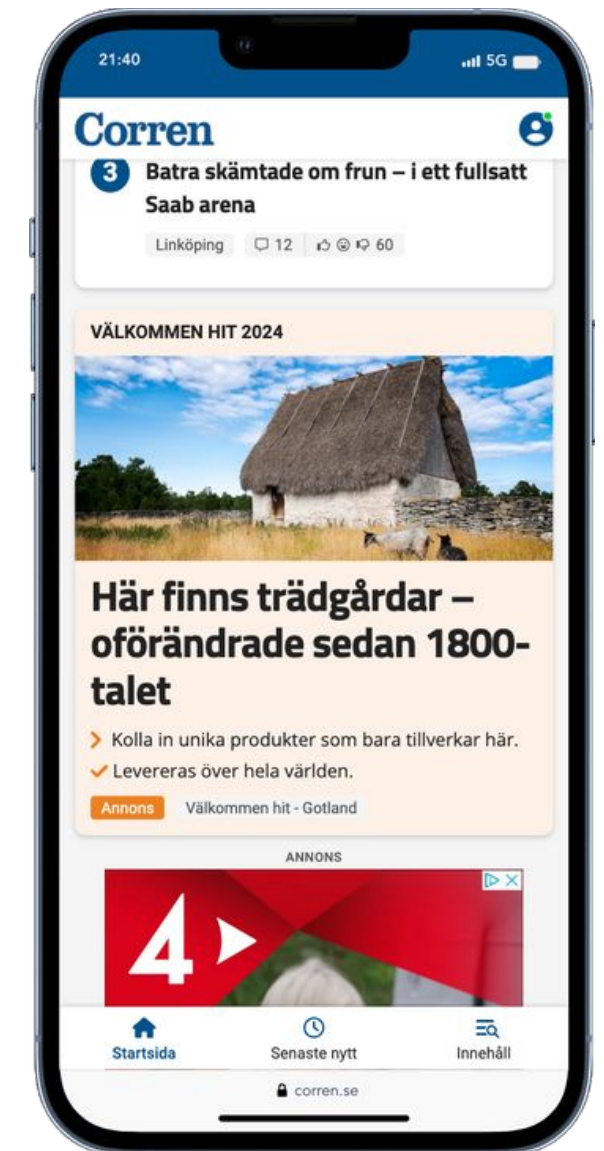 21:40
5G
Corren
3
Batra skämtade om frun – i ett fullsatt
Saab arena
Linköping 12 60
VÄLKOMMEN HIT 2024
Här finns trädgårdar –
oförändrade sedan 1800-
talet
Kolla in unika produkter som bara tillverkar här.
Levereras över hela världen.
Annons Välkommen hit - Gotland
ANNONS
4
Startsida Senaste nytt Innehåll
corren.se